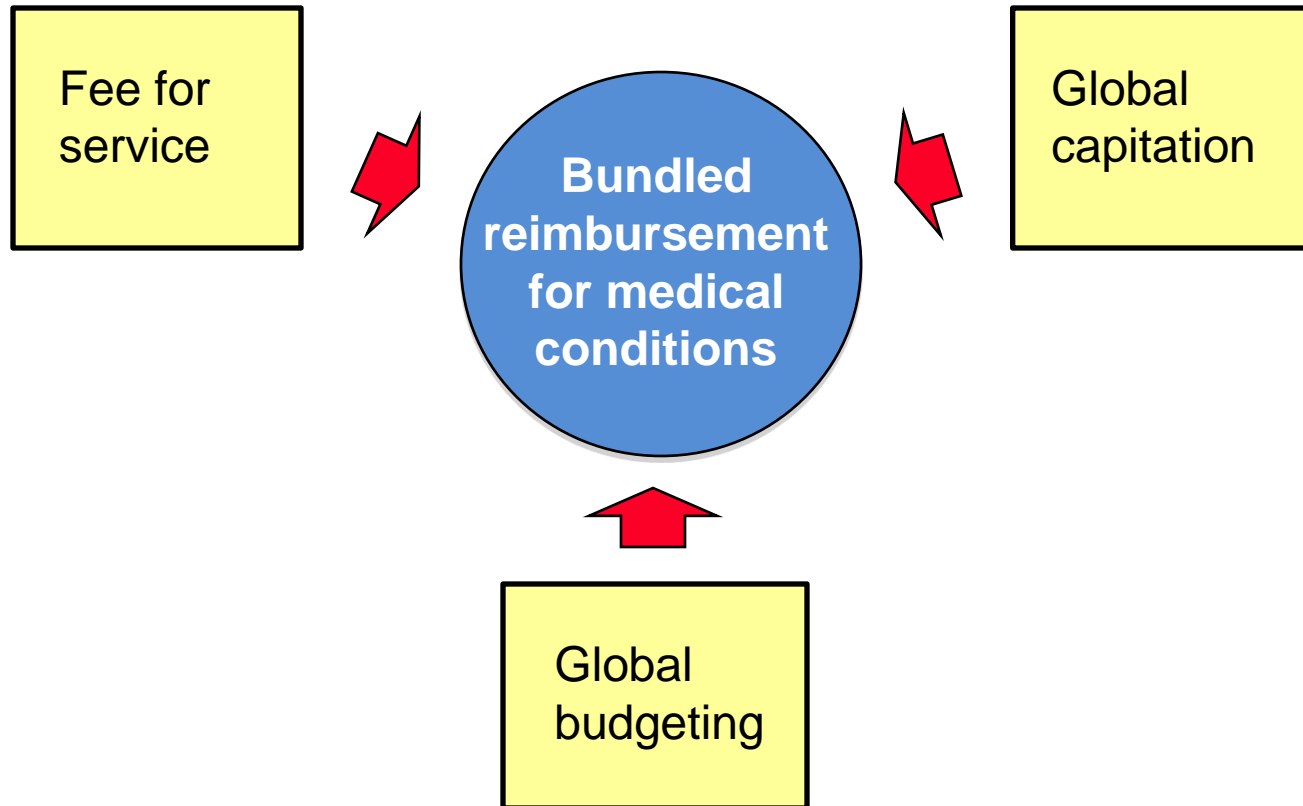 Fee for
service
Bundled
reimbursement
for medical
conditions
Global
capitation
Global
budgeting